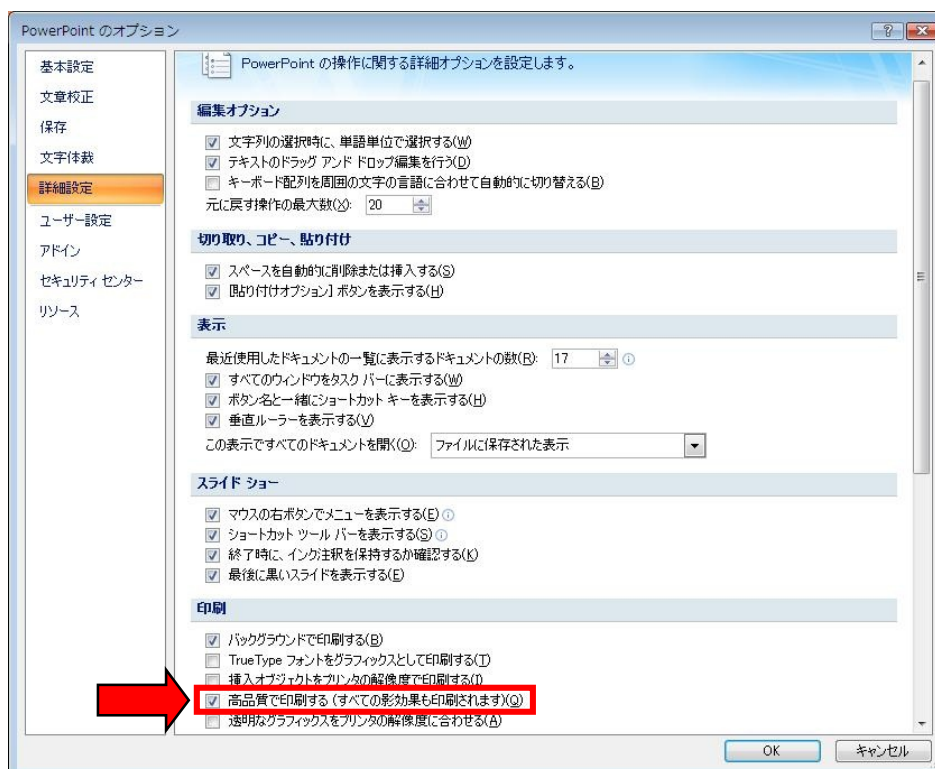 PowerPoint のオプション
基本設定
文章校正
保存
文字体裁
詳細設定
ユーザー設定
アドイン
セキュリティ センター
リソース
PowerPoint の操作に関する詳細オプションを設定します。
編集オプション
文字列の選択時に、単語単位で選択する(W)
テキストのドラッグ アンド ドロップ編集を行う(D)
キーボード配列を周囲の文字の言語に合わせて自動的に切り替える(B)
元に戻す操作の最大数(X): 20
切り取り、コピー、貼り付け
スペースを自動的に削除または挿入する(S)
[貼り付けオプション] ボタンを表示する(H)
表示
最近使用したドキュメントの一覧に表示するドキュメントの数(R): 17
すべてのウィンドウをタスク バーに表示する(W)
ボタン名と一緒にショートカット キーを表示する(H)
垂直ルーラーを表示する(V)
この表示ですべてのドキュメントを開く(O): ファイルに保存された表示
スライド ショー
マウスの右ボタンでメニューを表示する(E)
ショートカット ツール バーを表示する(S)
終了時に、インク注釈を保持するか確認する(K)
最後に黒いスライドを表示する(E)
印刷
バックグラウンドで印刷する(B)
TrueType フォントをグラフィックスとして印刷する(T)
挿入オブジェクトをプリンタの解像度で印刷する(I)
高品質で印刷する (すべての影効果も印刷されます)(Q)
透明なグラフィックスをプリンタの解像度に合わせる(A)
OK
キャンセル